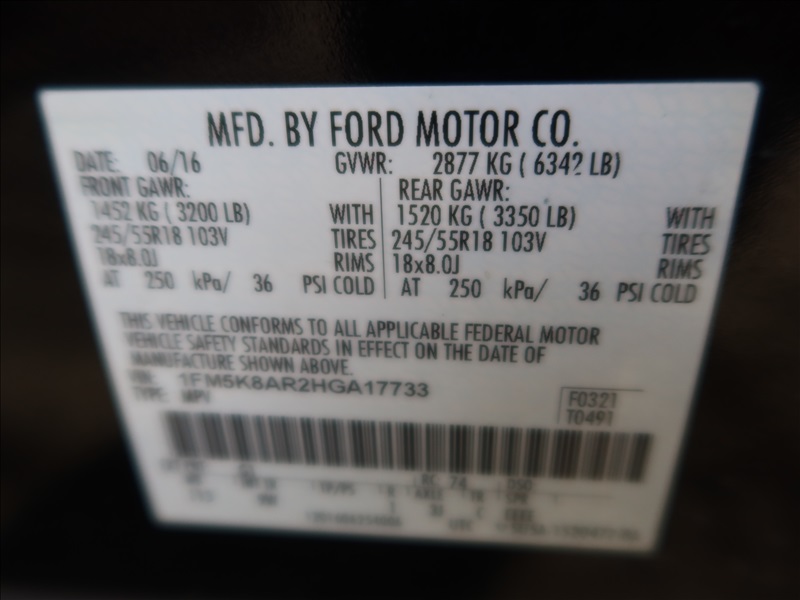 MFD. BY FORD MOTOR CO.
DATE: 06/16 GVWR: 2877 KG ( 6342 LB)
FRONT GAWR: REAR GAWR:
1452 KG ( 3200 LB) WITH 1520 KG ( 3350 LB) WITH
245/55R18 103V TIRES 245/55R18 103V TIRES
18x8.0J RIMS 18x8.0J RIMS
AT 250 kPa/ 36 PSI COLD AT 250 kPa/ 36 PSI COLD
THIS VEHICLE CONFORMS TO ALL APPLICABLE FEDERAL MOTOR
VEHICLE SAFETY STANDARDS IN EFFECT ON THE DATE OF
MANUFACTURE SHOWN ABOVE.
VIN: 1FM5K8AR2HGA17733
TYPE: MPV
F0321
T0491